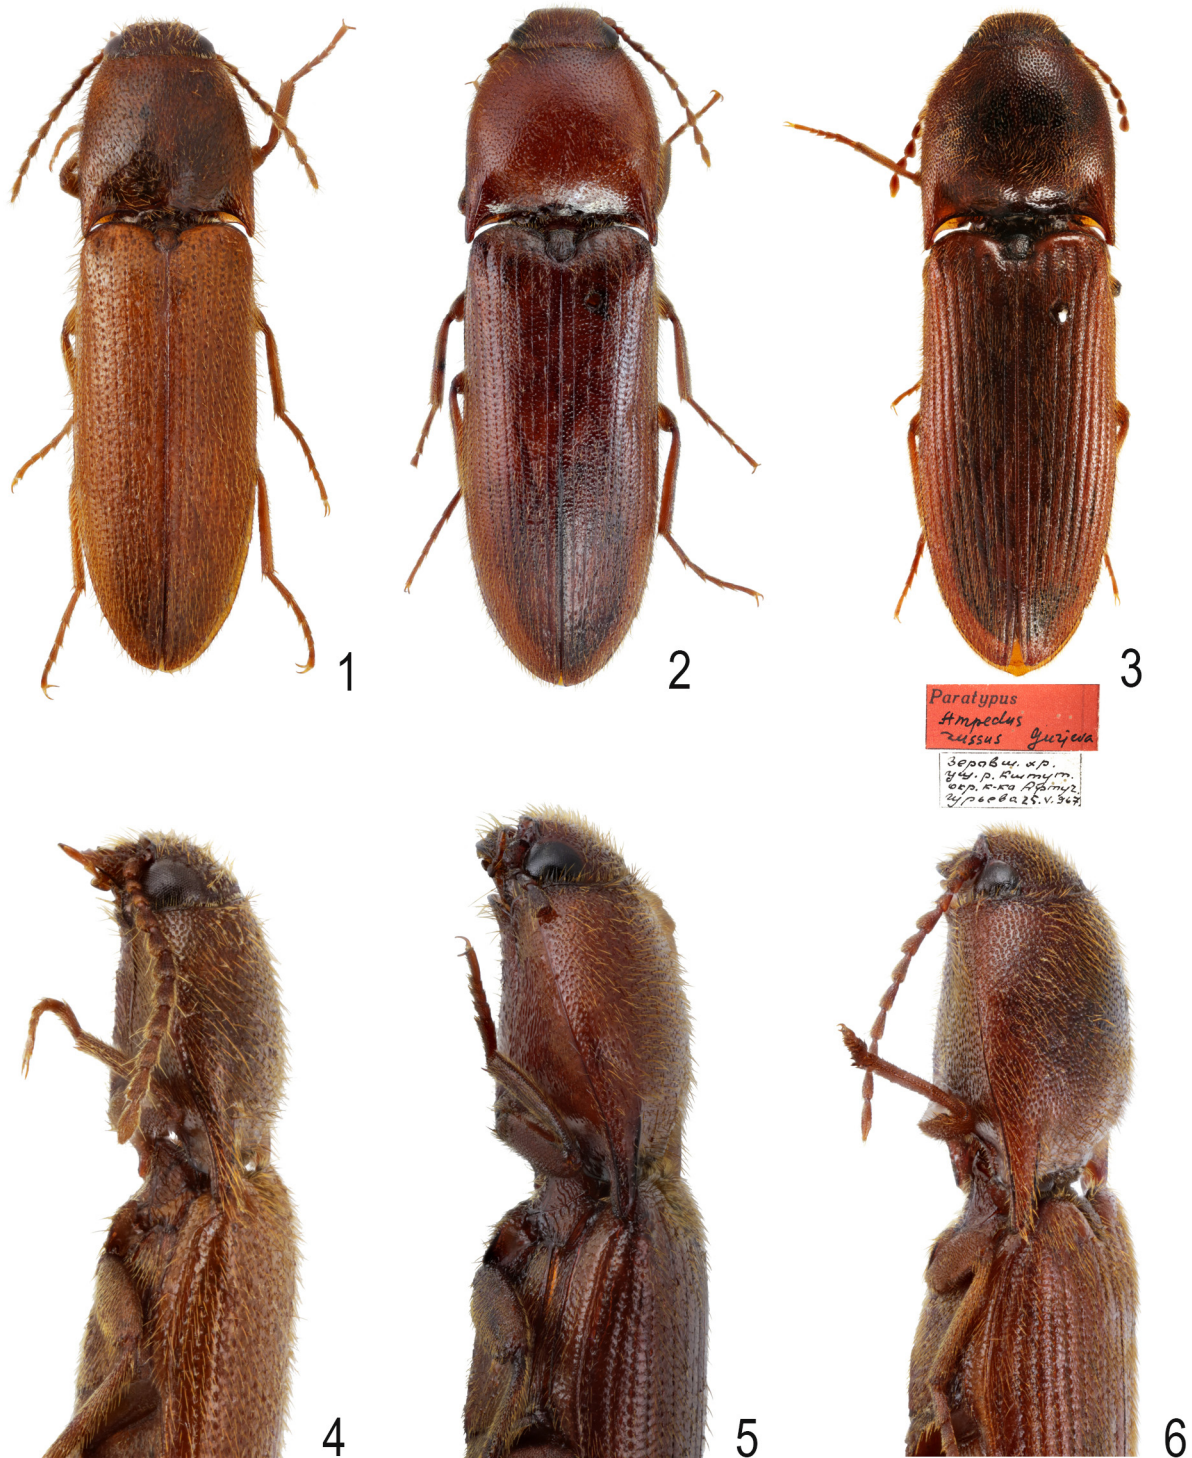 1
2
3
Paratypus
Ampedus
russus Gurjeva
Зеравш. хр.
ущ. р. Кштут.
окр. к-ка Артуч.
Гурьева 25.V.967.
4
5
6